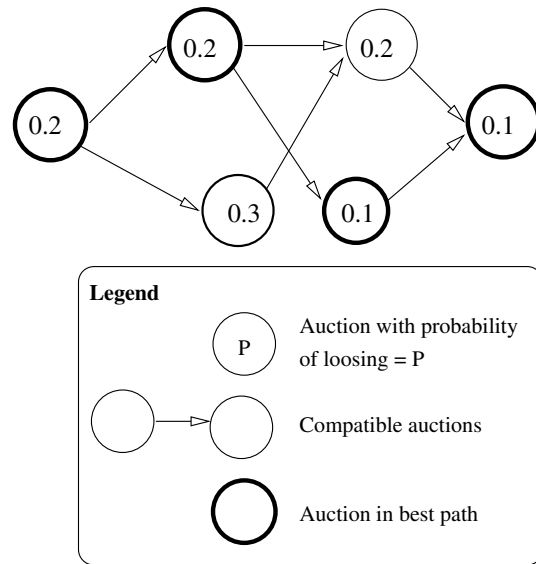 0.2
0.2
0.2
0.1
0.3
0.1
Legend
P
Auction with probability
of loosing = P
Compatible auctions
Auction in best path